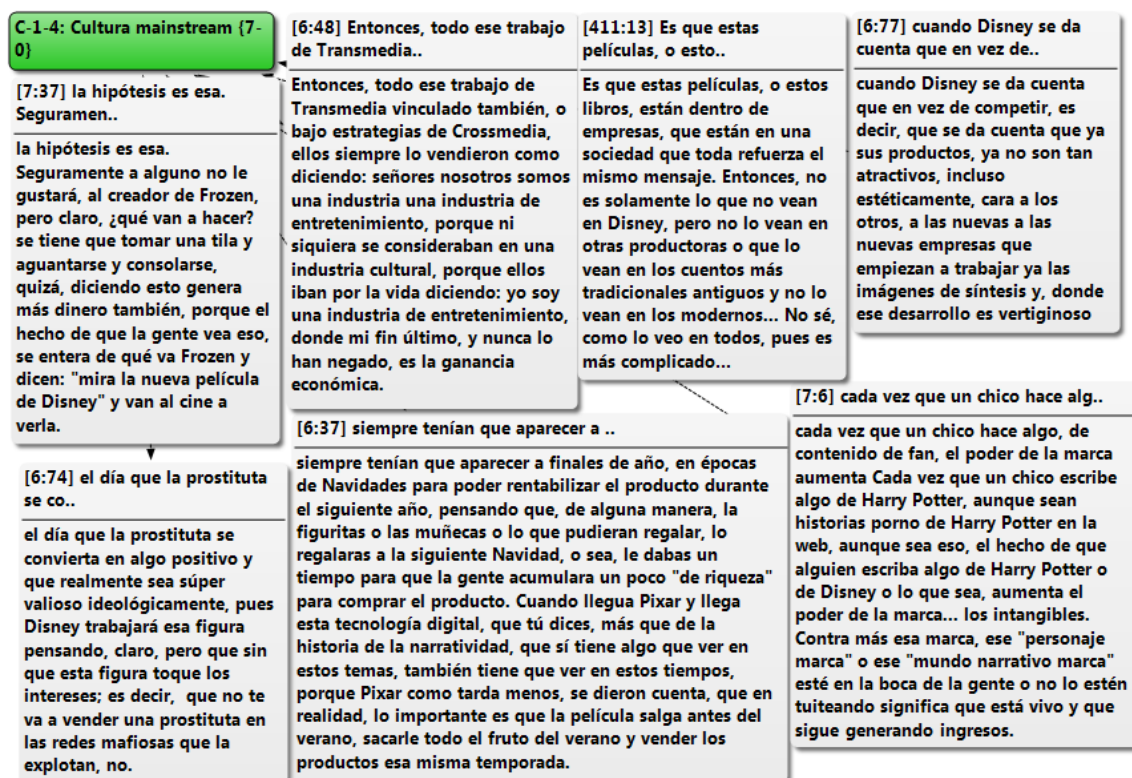 C-1-4: Cultura mainstream {7-
0}
[7:37] la hipótesis es esa.
Seguramen..
la hipótesis es esa.
Seguramente a alguno no le
gustará, al creador de Frozen,
pero claro, ¿qué van a hacer?
se tiene que tomar una tila y
aguantarse y consolarse,
quizá, diciendo esto genera
más dinero también, porque el
hecho de que la gente vea eso,
se entera de qué va Frozen y
dicen: "mira la nueva película
de Disney" y van al cine a
verla.
[6:48] Entonces, todo ese trabajo
de Transmedia..
Entonces, todo ese trabajo de
Transmedia vinculado también, o
bajo estrategias de Crossmedia,
ellos siempre lo vendieron como
diciendo: señores nosotros somos
una industria una industria de
entretenimiento, porque ni
siquiera se consideraban en una
industria cultural, porque ellos
iban por la vida diciendo: yo soy
una industria de entretenimiento,
donde mi fin último, y nunca lo
han negado, es la ganancia
económica.
[411:13] Es que estas
películas, o esto..
Es que estas películas, o estos
libros, están dentro de
empresas, que están en una
sociedad que toda refuerza el
mismo mensaje. Entonces, no
es solamente lo que no vean
en Disney, pero no lo vean en
otras productoras o que lo
vean en los cuentos más
tradicionales antiguos y no lo
vean en los modernos... No sé,
como lo veo en todos, pues es
más complicado...
[6:77] cuando Disney se da
cuenta que en vez de..
cuando Disney se da cuenta
que en vez de competir, es
decir, que se da cuenta que ya
sus productos, ya no son tan
atractivos, incluso
estéticamente, cara a los
otros, a las nuevas a las
nuevas empresas que
empiezan a trabajar ya las
imágenes de síntesis y, donde
ese desarrollo es vertiginoso
[6:74] el día que la prostituta
se co..
el día que la prostituta se
convierta en algo positivo y
que realmente sea súper
valioso ideológicamente, pues
Disney trabajará esa figura
pensando, claro, pero que sin
que esta figura toque los
intereses; es decir, que no te
va a vender una prostituta en
las redes mafiosas que la
explotan, no.
[6:37] siempre tenían que aparecer a ..
siempre tenían que aparecer a finales de año, en épocas
de Navidades para poder rentabilizar el producto durante
el siguiente año, pensando que, de alguna manera, la
figuritas o las muñecas o lo que pudieran regalar, lo
regalaras a la siguiente Navidad, o sea, le dabas un
tiempo para que la gente acumulara un poco "de riqueza"
para comprar el producto. Cuando llegua Pixar y llega
esta tecnología digital, que tú dices, más que de la
historia de la narratividad, que sí tiene algo que ver en
estos temas, también tiene que ver en estos tiempos,
porque Pixar como tarda menos, se dieron cuenta, que en
realidad, lo importante es que la película salga antes del
verano, sacarle todo el fruto del verano y vender los
productos esa misma temporada.
[7:6] cada vez que un chico hace alg..
cada vez que un chico hace algo, de
contenido de fan, el poder de la marca
aumenta Cada vez que un chico escribe
algo de Harry Potter, aunque sean
historias porno de Harry Potter en la
web, aunque sea eso, el hecho de que
alguien escriba algo de Harry Potter o
de Disney o lo que sea, aumenta el
poder de la marca... los intangibles.
Contra más esa marca, ese "personaje
marca" o ese "mundo narrativo marca"
esté en la boca de la gente o no lo estén
tuiteando significa que está vivo y que
sigue generando ingresos.